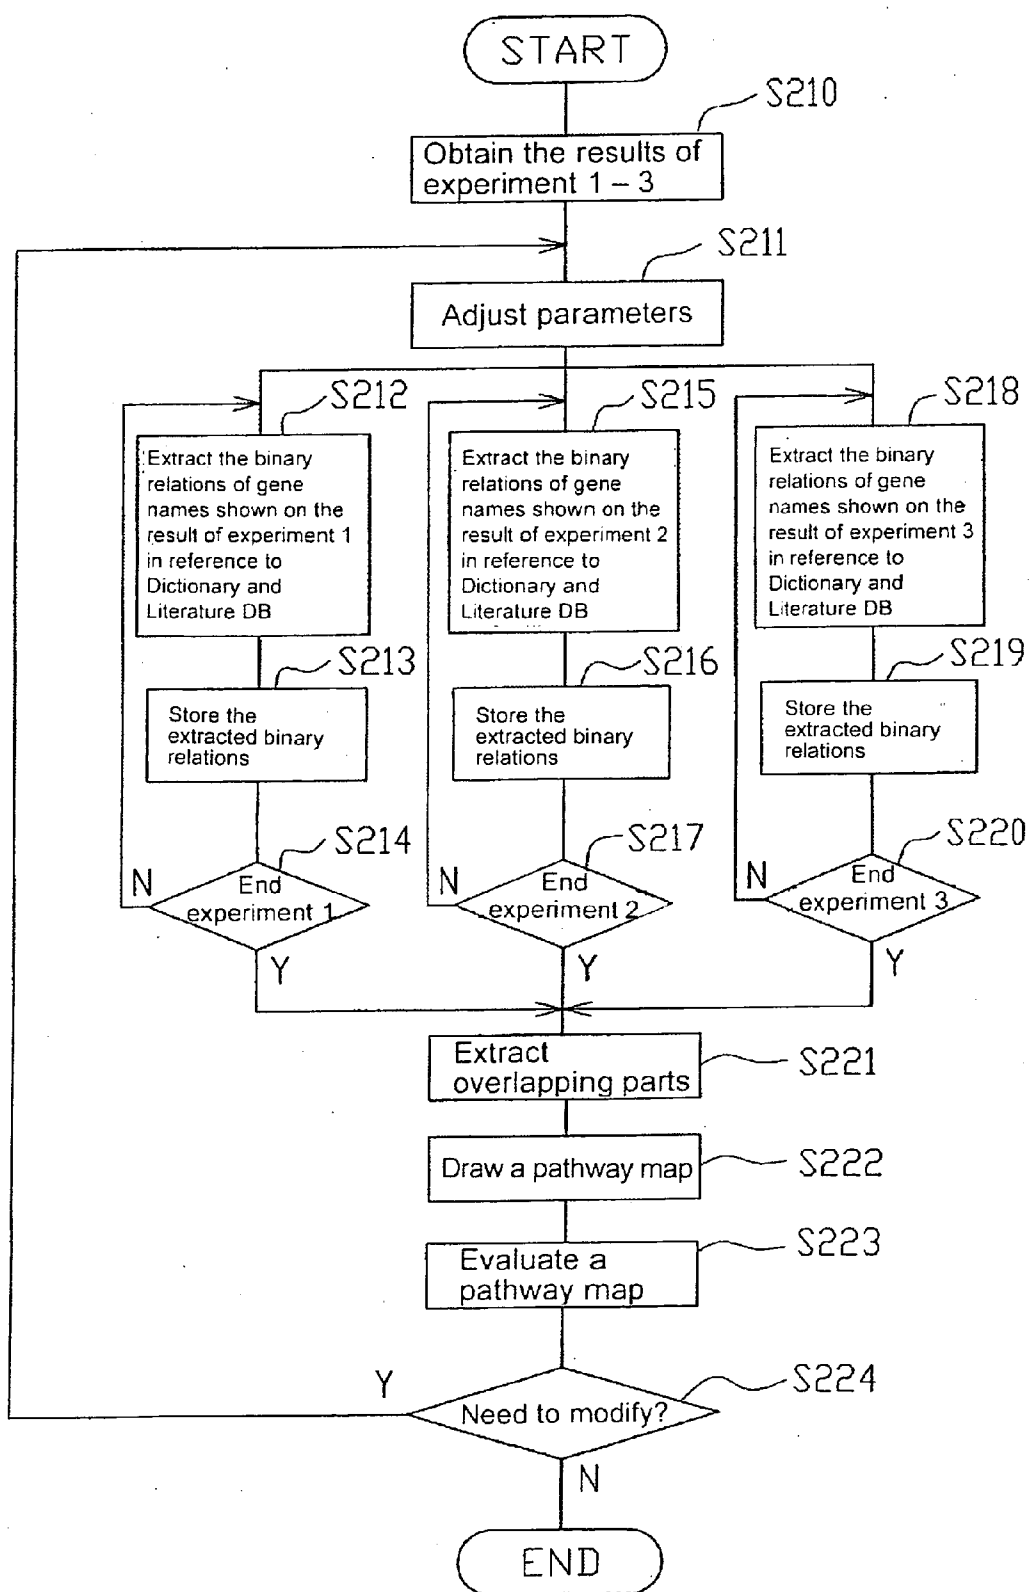 START
S210
Obtain the results of
experiment 1 – 3
S211
Adjust parameters
S212
Extract the binary
relations of gene
names shown on the
result of experiment 1
in reference to
Dictionary and
Literature DB
S213
Store the
extracted binary
relations
S214
End
experiment 1
N
Y
S215
Extract the binary
relations of gene
names shown on the
result of experiment 2
in reference to
Dictionary and
Literature DB
S216
Store the
extracted binary
relations
S217
End
experiment 2
N
Y
S218
Extract the binary
relations of gene
names shown on the
result of experiment 3
in reference to
Dictionary and
Literature DB
S219
Store the
extracted binary
relations
S220
End
experiment 3
N
Y
S221
Extract
overlapping parts
S222
Draw a pathway map
S223
Evaluate a
pathway map
S224
Need to modify?
Y
N
END